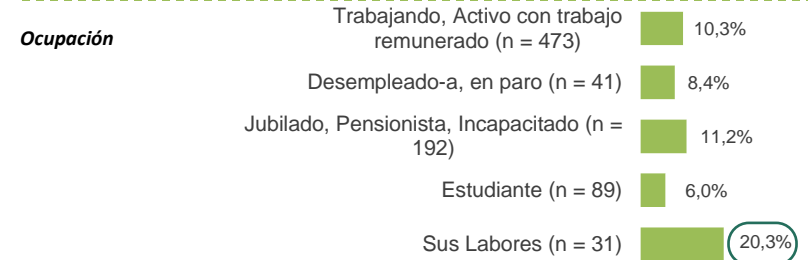 Ocupación
Trabajando, Activo con trabajo
remunerado (n = 473)
10,3%
Desempleado-a, en paro (n = 41)
8,4%
Jubilado, Pensionista, Incapacitado (n =
192)
11,2%
Estudiante (n = 89)
6,0%
Sus Labores (n = 31)
20,3%